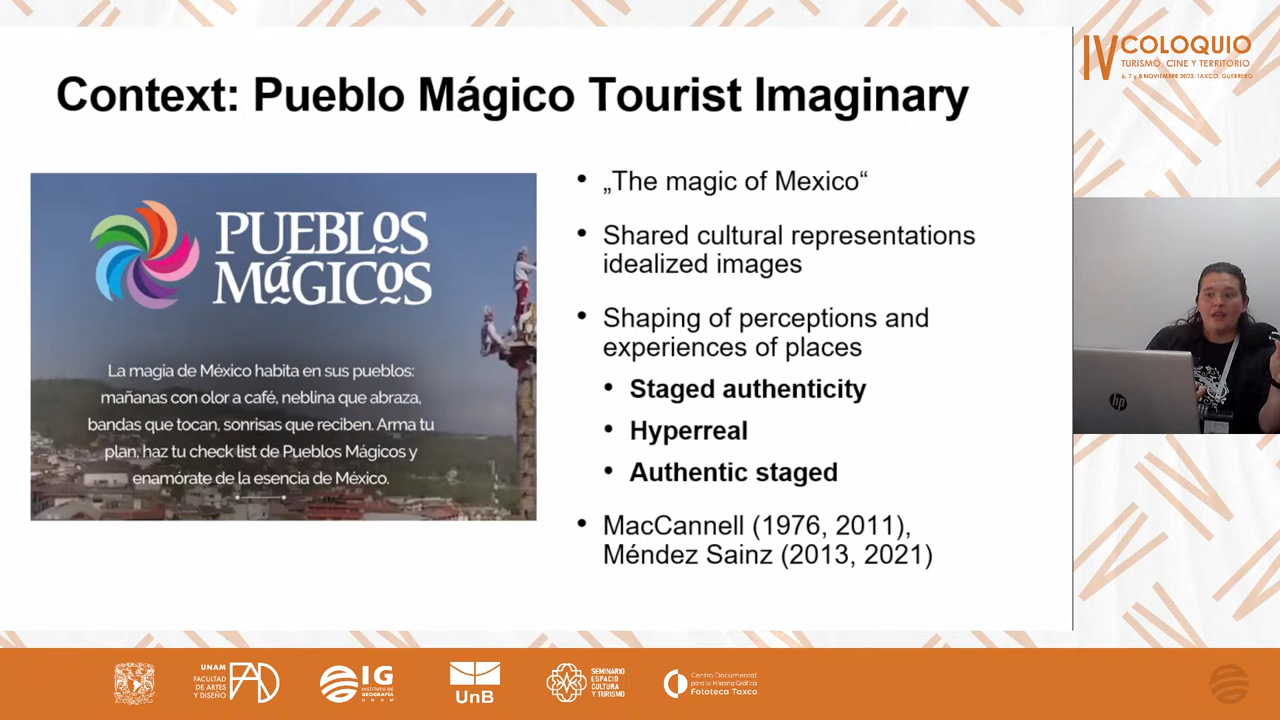 Context: Pueblo Mágico Tourist Imaginary
PUEBLOS
MáGICOS
La magia de México habita en sus pueblos:
mañanas con olor a café, neblina que abraza,
bandas que tocan, sonrisas que reciben. Arma tu
plan, haz tu check list de Pueblos Mágicos y
enamórate de la esencia de México.
• „The magic of Mexico“
• Shared cultural representations
idealized images
• Shaping of perceptions and
experiences of places
• Staged authenticity
• Hyperreal
• Authentic staged
• MacCannell (1976, 2011),
Méndez Sainz (2013, 2021)
IV COLOQUIO
TURISMO, CINE Y TERRITORIO
6, 7 y 8 NOVIEMBRE 2023. TAXCO, GUERRERO
hp
UNAM
FACULTAD
DE ARTES
Y DISEÑO
FAD
IG
INSTITUTO DE
GEOGRAFÍA
UNAM
UnB
SEMINARIO
ESPACIO
CULTURA
Y TURISMO
Centro Documental
para la Historia Gráfica
Fototeca Taxco